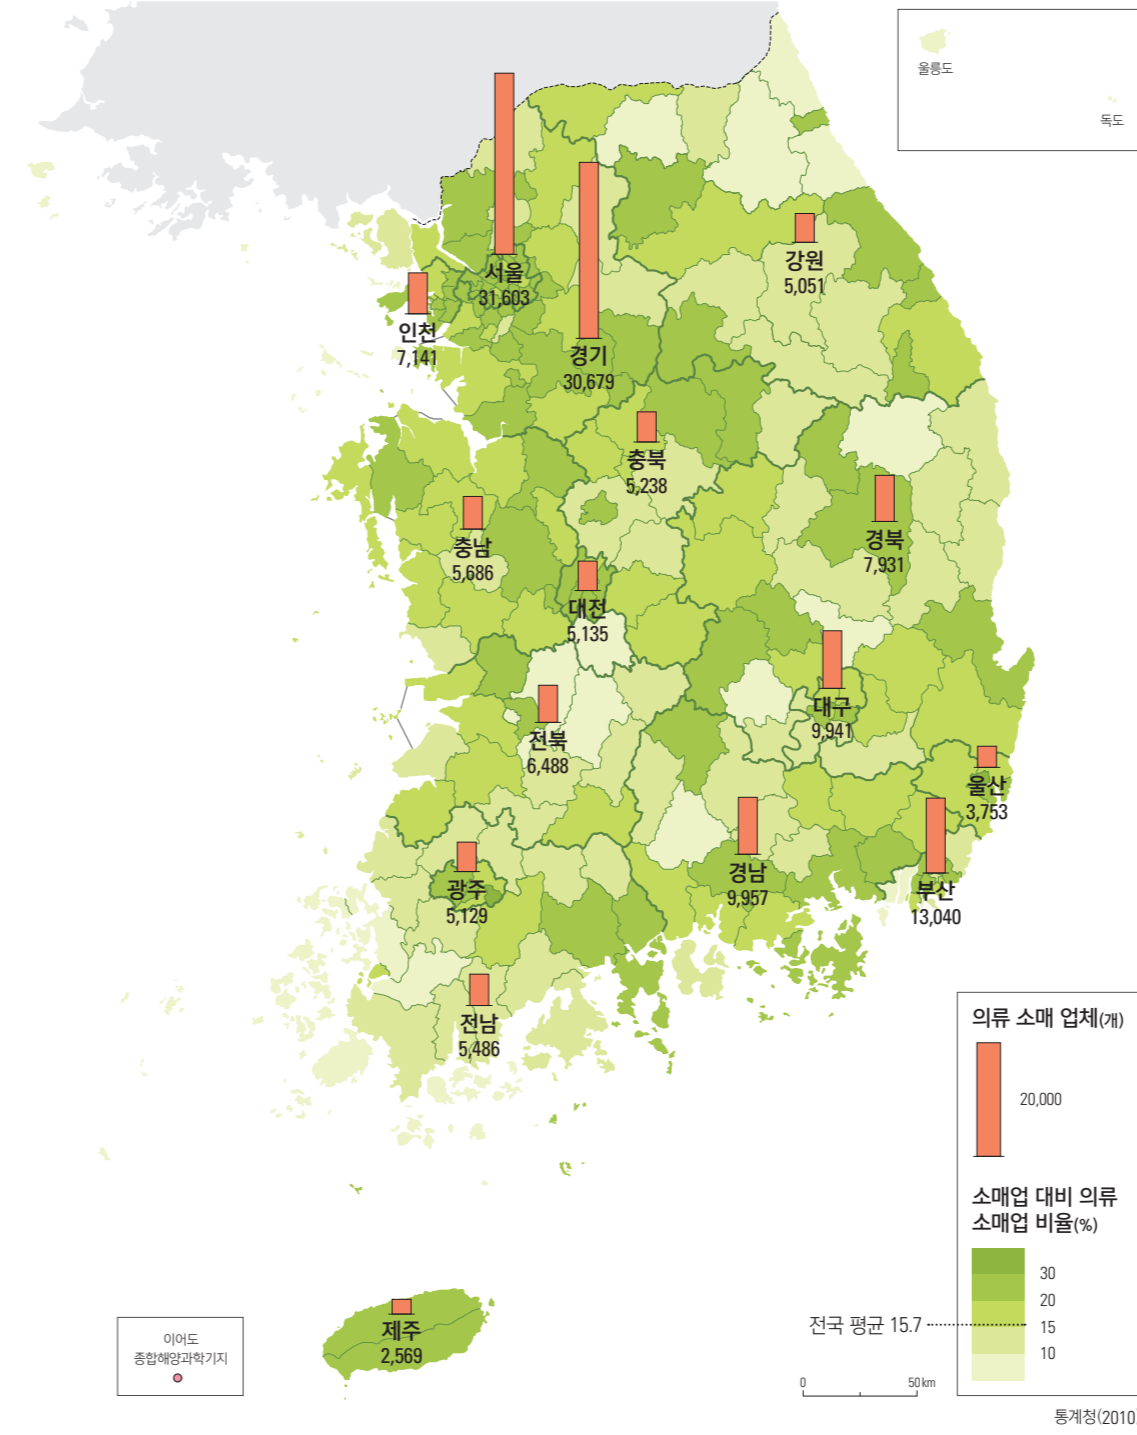 울릉도
독도
서울
31,603
강원
5,051
인천
7,141
경기
30,679
충북
5,238
경북
7,931
충남
5,686
대전
5,135
대구
9,941
전북
6,488
울산
3,753
경남
9,957
부산
13,040
광주
5,129
전남
5,486
제주
2,569
의류 소매 업체(개)
20,000
소매업 대비 의류
소매업 비율(%)
30
20
15
10
전국 평균 15.7
이어도
종합해양과학기지
0 50km
통계청(2010)